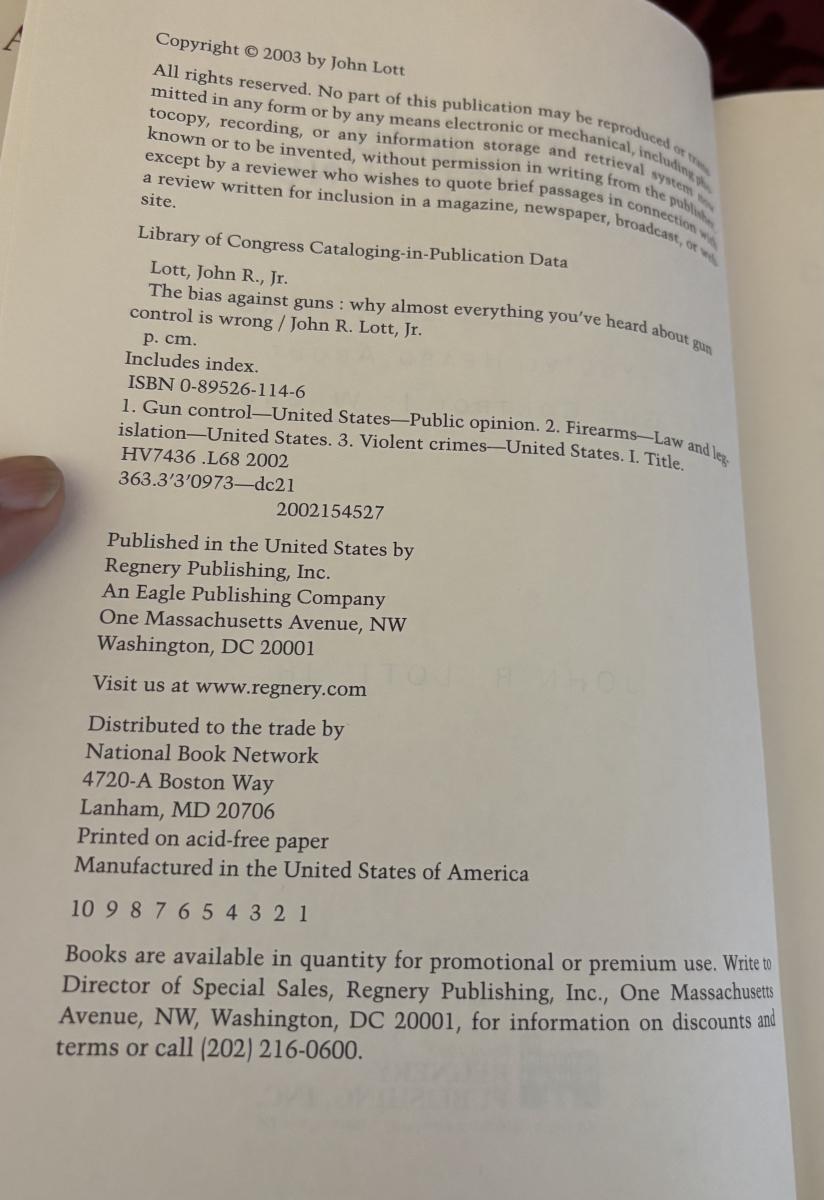 Copyright © 2003 by John Lott
All rights reserved. No part of this publication may be reproduced or trans
mitted in any form or by any means electronic or mechanical, including pho
tocopy, recording, or any information storage and retrieval system now
known or to be invented, without permission in writing from the publisher
except by a reviewer who wishes to quote brief passages in connection with
a review written for inclusion in a magazine, newspaper, broadcast, or web
site.
Library of Congress Cataloging-in-Publication Data
Lott, John R., Jr.
The bias against guns : why almost everything you've heard about gun
control is wrong / John R. Lott, Jr.
p. cm.
Includes index.
ISBN 0-89526-114-6
1. Gun control—United States—Public opinion. 2. Firearms—Law and leg-
islation—United States. 3. Violent crimes—United States. I. Title.
HV7436 .L68 2002
363.3'3'0973—dc21
2002154527
Published in the United States by
Regnery Publishing, Inc.
An Eagle Publishing Company
One Massachusetts Avenue, NW
Washington, DC 20001
Visit us at www.regnery.com
Distributed to the trade by
National Book Network
4720-A Boston Way
Lanham, MD 20706
Printed on acid-free paper
Manufactured in the United States of America
10 9 8 7 6 5 4 3 2 1
Books are available in quantity for promotional or premium use. Write to
Director of Special Sales, Regnery Publishing, Inc., One Massachusetts
Avenue, NW, Washington, DC 20001, for information on discounts and
terms or call (202) 216-0600.